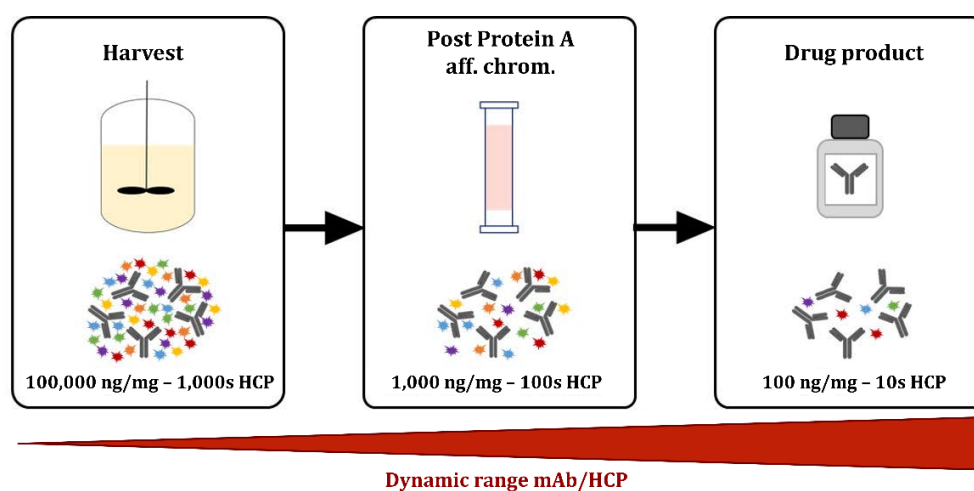 Harvest
100,000 ng/mg – 1,000s HCP
Post Protein A
aff. chrom.
1,000 ng/mg – 100s HCP
Drug product
100 ng/mg – 10s HCP
Dynamic range mAb/HCP